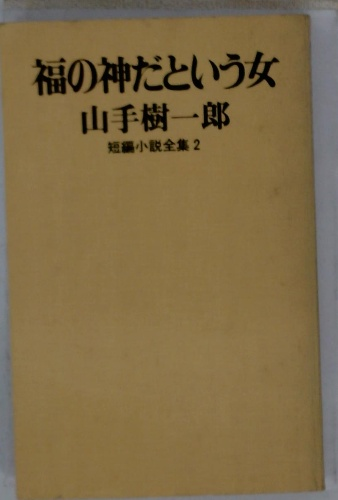 福の神だという女
山手樹一郎
短編小説全集2